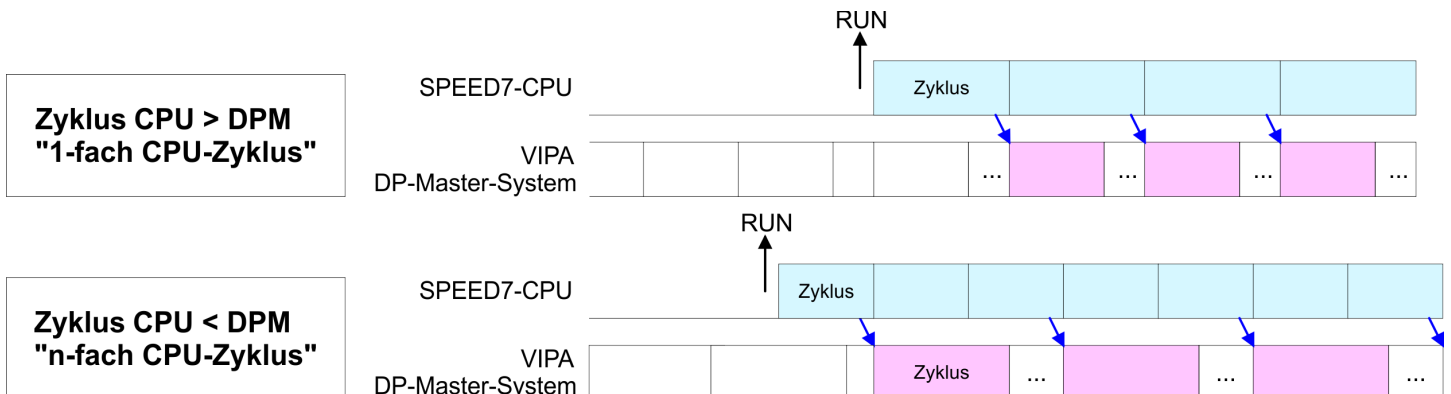 RUN
Zyklus CPU > DPM
"1-fach CPU-Zyklus"
SPEED7-CPU
Zyklus
VIPA
DP-Master-System
... ... ... ...
RUN
Zyklus CPU < DPM
"n-fach CPU-Zyklus"
SPEED7-CPU
Zyklus
VIPA
DP-Master-System
Zyklus ... ... ...